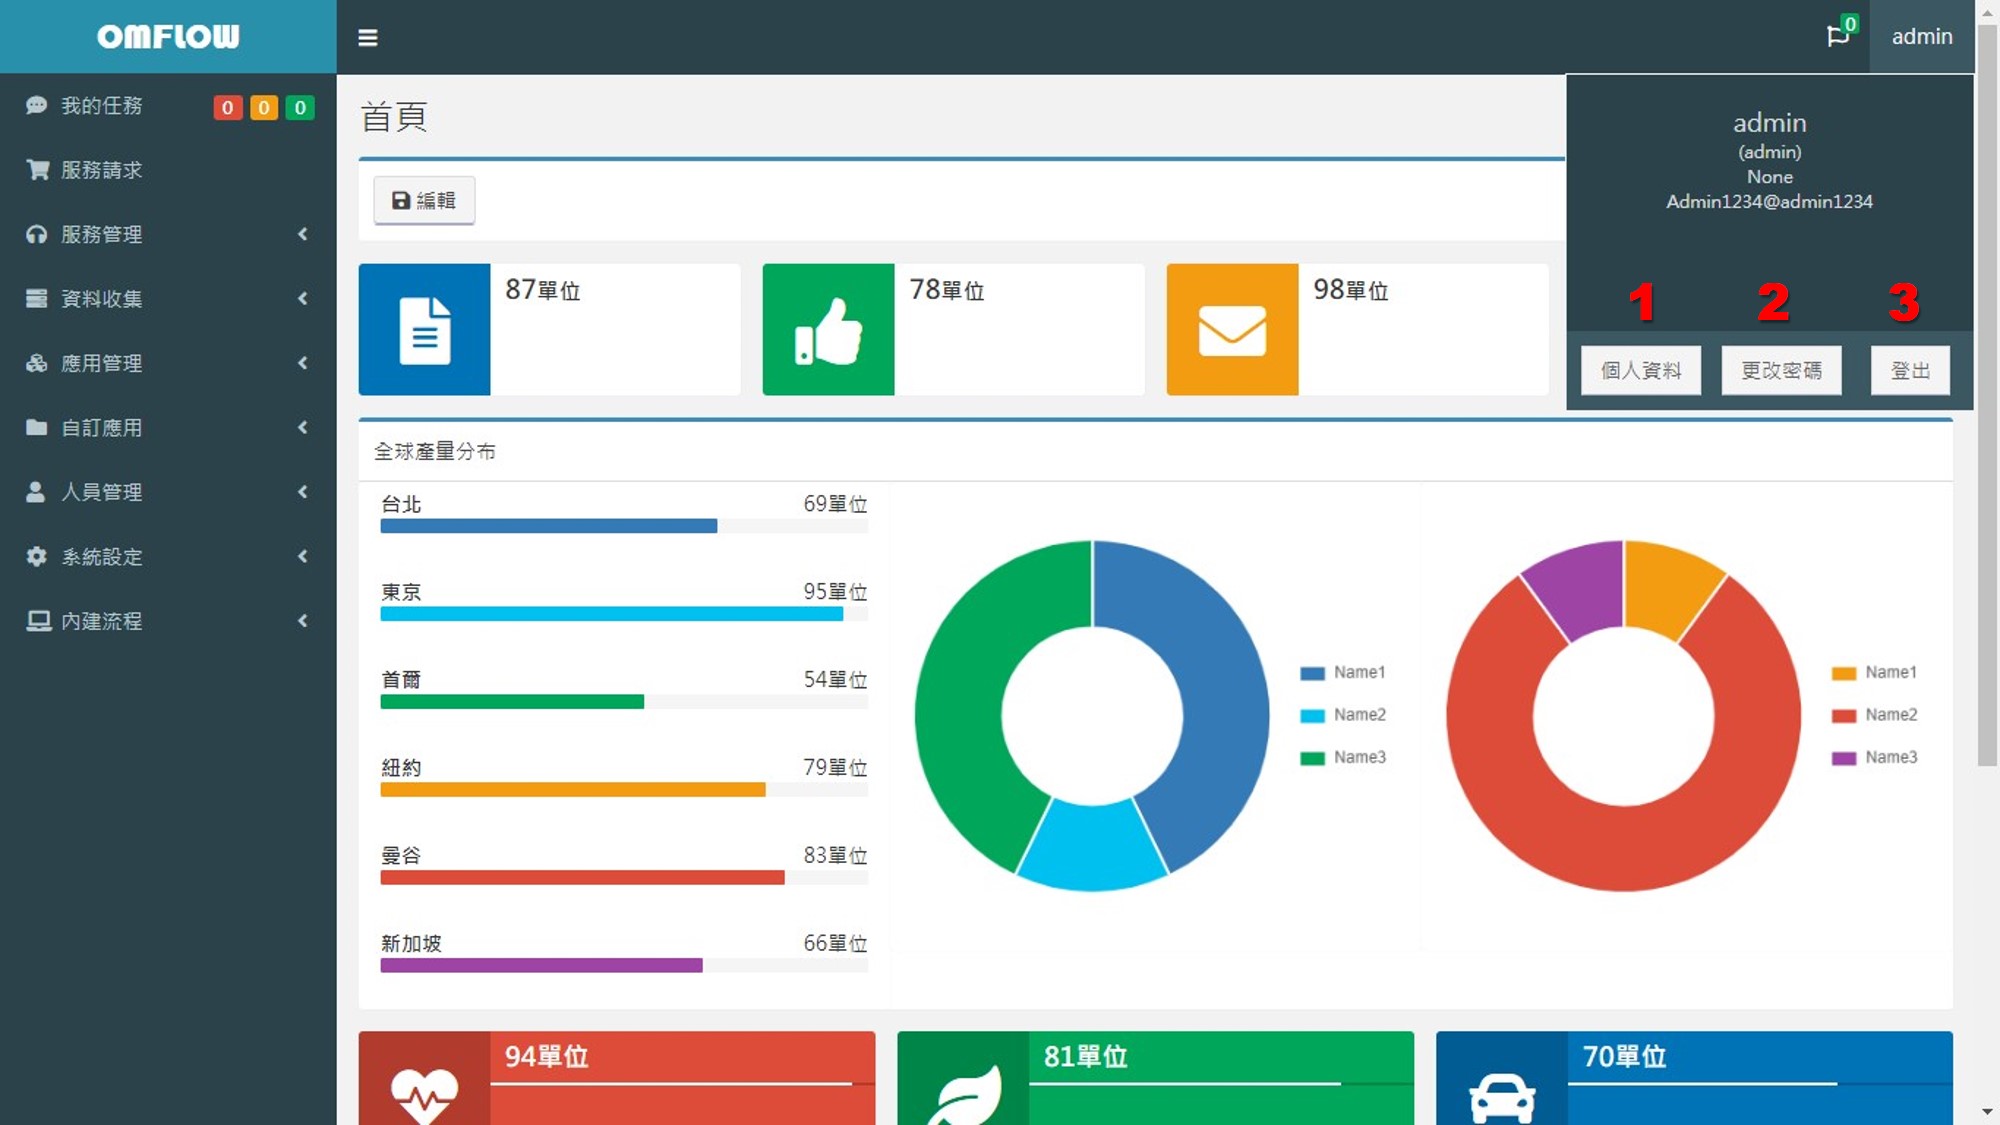 OMFLOW
0
admin
我的任務
0 0 0
服務請求
服務管理
資料收集
應用管理
自訂應用
人員管理
系統設定
內建流程
首頁
編輯
admin
(admin)
None
Admin1234@admin1234
1 2 3
個人資料 更改密碼 登出
87單位
78單位
98單位
全球產量分布
台北 69單位
東京 95單位
首爾 54單位
紐約 79單位
曼谷 83單位
新加坡 66單位
Name1
Name2
Name3
Name1
Name2
Name3
94單位
81單位
70單位